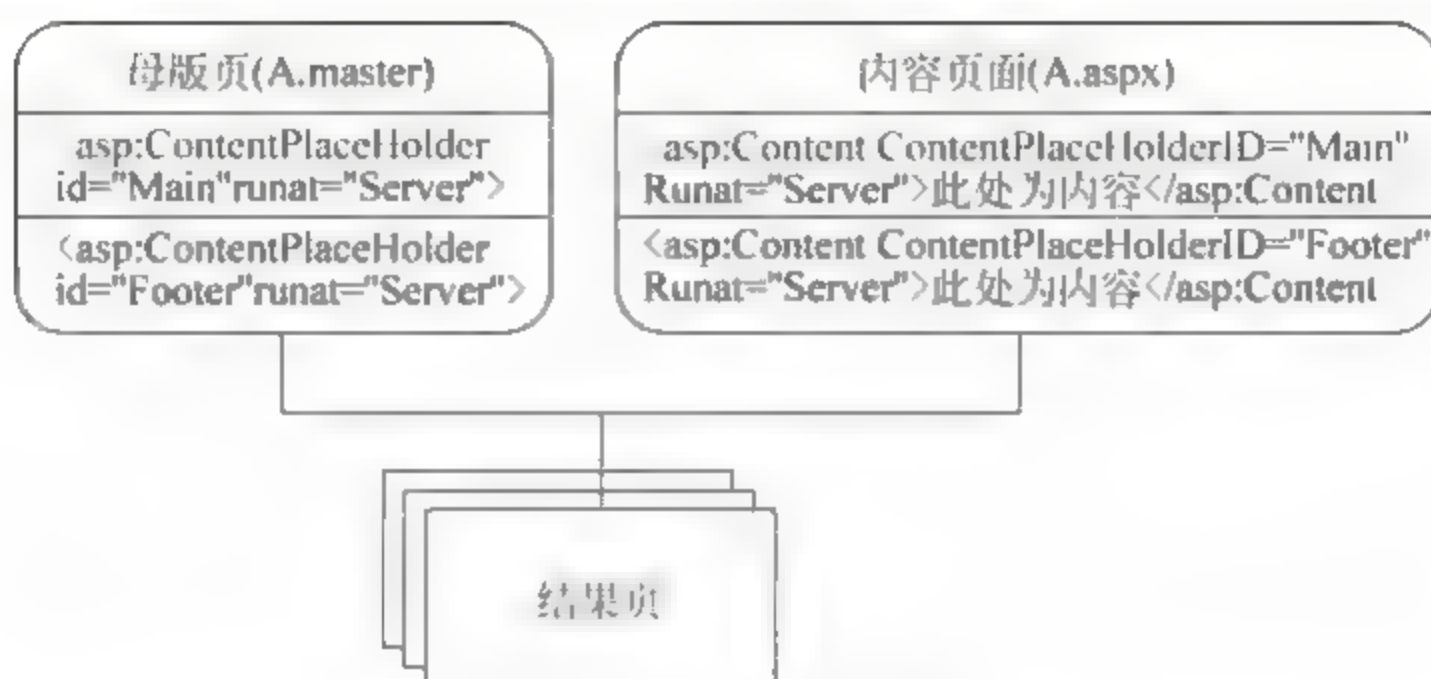 母版页(A.master)
asp:ContentPlaceHolder
id="Main"runat="Server">
<asp:ContentPlaceHolder
id="Footer"runat="Server">
内容页面(A.aspx)
asp:Content ContentPlaceHolderID="Main"
Runat="Server">此处为内容</asp:Content
<asp:Content ContentPlaceHolderID="Footer"
Runat="Server">此处为内容</asp:Content
结果页